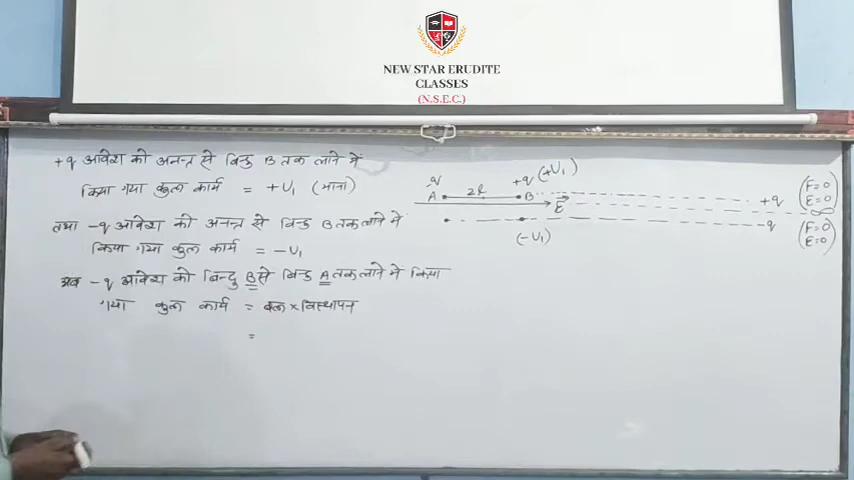 NEW STAR ERUDITE
CLASSES
(N.S.E.C.)
+q आवेश को अनन्त से बिन्दु B तक लाने में
किया गया कुल कार्य = +U₁ (माना)
तथा -q आवेश को अनन्त से बिन्दु B तक लाने में
किया गया कुल कार्य = -U₁
अब -q आवेश को बिन्दु B से बिन्दु A तक लाने में किया
गया कुल कार्य = बल × विस्थापन
=
+q (+U₁)
A 2l B
E
+q
(F=0
E=0)
∞
-q
(F=0
E=0)
(-U₁)